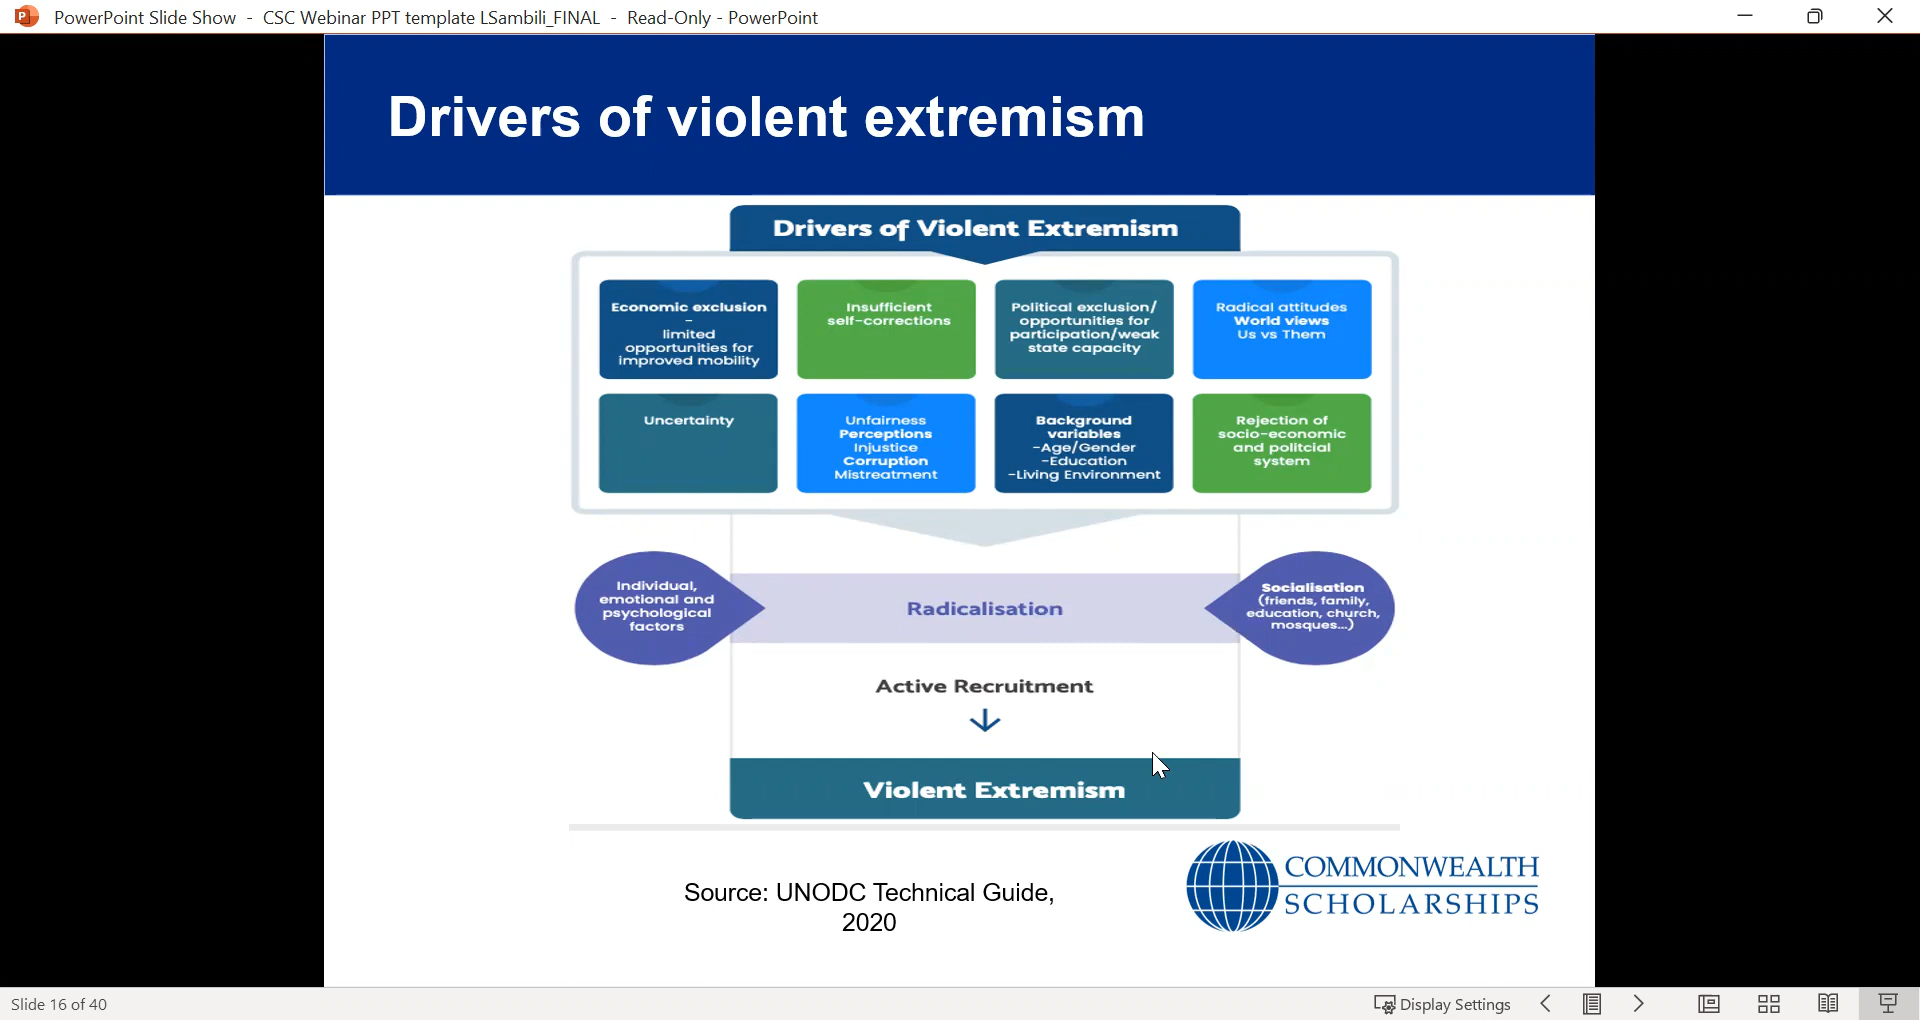 PowerPoint Slide Show - CSC Webinar PPT template LSambili_FINAL - Read-Only - PowerPoint
Drivers of violent extremism
Drivers of Violent Extremism
Economic exclusion
-
limited
opportunities for
improved mobility
Insufficient
self-corrections
Political exclusion/
opportunities for
participation/weak
state capacity
Radical attitudes
World views
Us vs Them
Uncertainty
Unfairness
Perceptions
Injustice
Corruption
Mistreatment
Background
variables
-Age/Gender
-Education
-Living Environment
Rejection of
socio-economic
and politcial
system
Individual,
emotional and
psychological
factors
Radicalisation
Socialisation
(friends, family,
education, church,
mosques...)
Active Recruitment
Violent Extremism
Source: UNODC Technical Guide,
2020
COMMONWEALTH
SCHOLARSHIPS
Slide 16 of 40
Display Settings